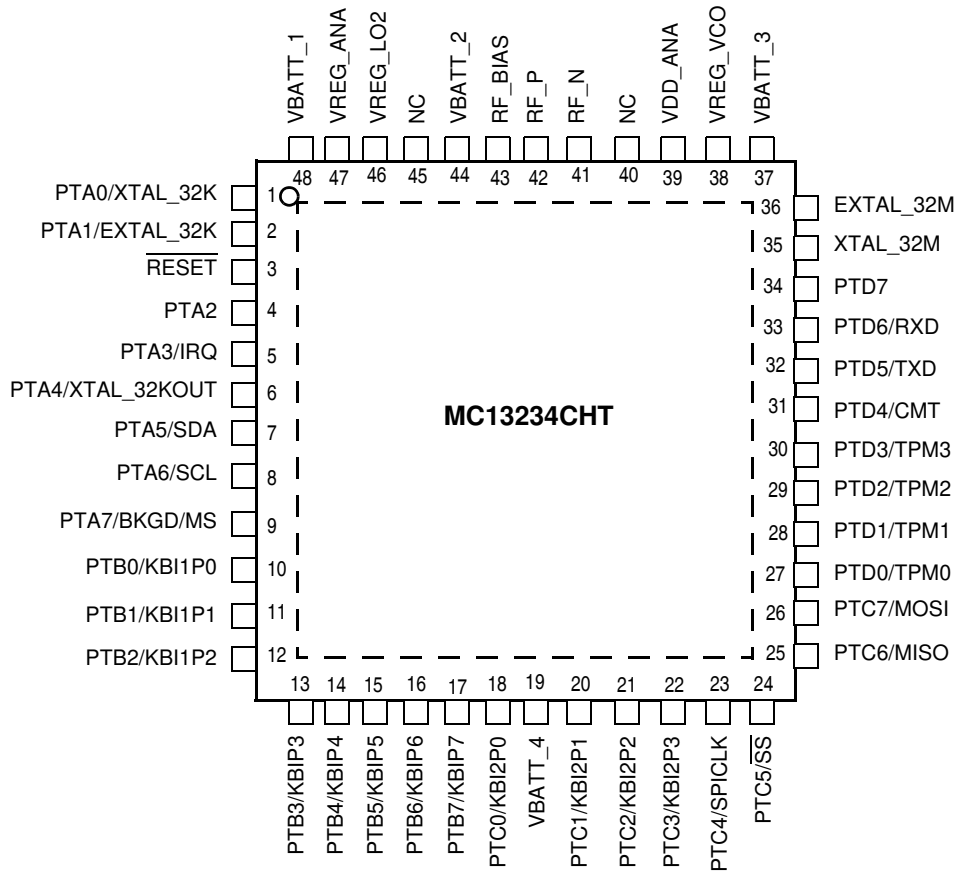 VBATT_1
VREG_ANA
VREG_LO2
NC
VBATT_2
RF_BIAS
RF_P
RF_N
NC
VDD_ANA
VREG_VCO
VBATT_3
48 47 46 45 44 43 42 41 40 39 38 37
PTA0/XTAL_32K 1
PTA1/EXTAL_32K 2
RESET 3
PTA2 4
PTA3/IRQ 5
PTA4/XTAL_32KOUT 6
PTA5/SDA 7
PTA6/SCL 8
PTA7/BKGD/MS 9
PTB0/KBI1P0 10
PTB1/KBI1P1 11
PTB2/KBI1P2 12
MC13234CHT
36 EXTAL_32M
35 XTAL_32M
34 PTD7
33 PTD6/RXD
32 PTD5/TXD
31 PTD4/CMT
30 PTD3/TPM3
29 PTD2/TPM2
28 PTD1/TPM1
27 PTD0/TPM0
26 PTC7/MOSI
25 PTC6/MISO
13 14 15 16 17 18 19 20 21 22 23 24
PTB3/KBIP3
PTB4/KBIP4
PTB5/KBIP5
PTB6/KBIP6
PTB7/KBIP7
PTC0/KBI2P0
VBATT_4
PTC1/KBI2P1
PTC2/KBI2P2
PTC3/KBI2P3
PTC4/SPICLK
PTC5/SS